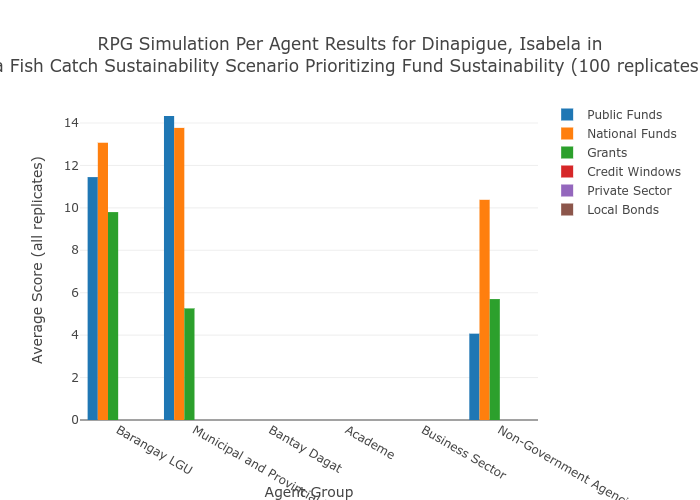 RPG Simulation Per Agent Results for Dinapigue, Isabela in
a Fish Catch Sustainability Scenario Prioritizing Fund Sustainability (100 replicates
Public Funds
National Funds
Grants
Credit Windows
Private Sector
Local Bonds
Average Score (all replicates)
14
12
10
8
6
4
2
0
Barangay LGU
Municipal and
Bantay Dagat
Academe
Business Sector
Non-Government
Agent Group